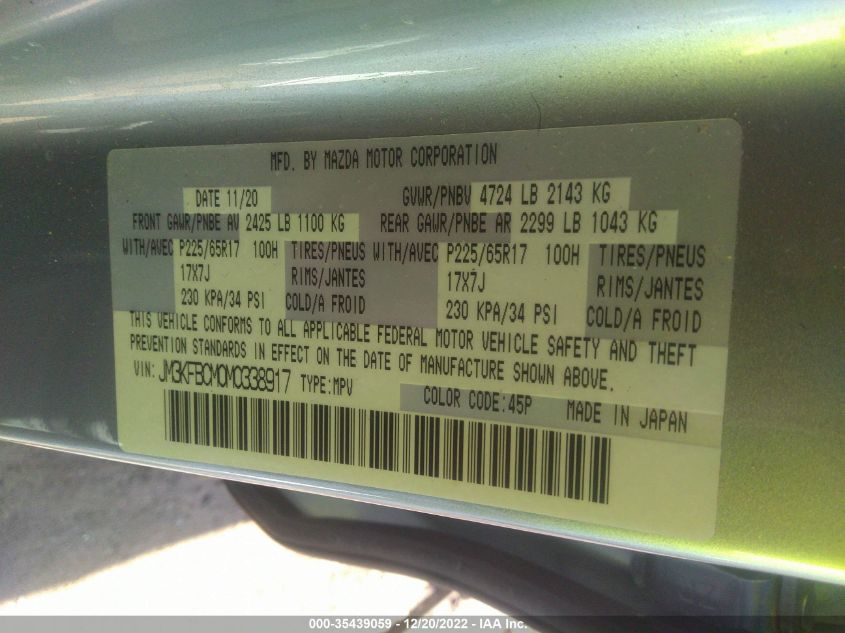 MFD. BY MAZDA MOTOR CORPORATION
DATE 11/20 GVWR/PNBV 4724 LB 2143 KG
FRONT GAWR/PNBE AV 2425 LB 1100 KG REAR GAWR/PNBE AR 2299 LB 1043 KG
WITH/AVEC P225/65R17 100H TIRES/PNEUS WITH/AVEC P225/65R17 100H TIRES/PNEUS
17X7J RIMS/JANTES 17X7J RIMS/JANTES
230 KPA/34 PSI COLD/A FROID 230 KPA/34 PSI COLD/A FROID
THIS VEHICLE CONFORMS TO ALL APPLICABLE FEDERAL MOTOR VEHICLE SAFETY AND THEFT
PREVENTION STANDARDS IN EFFECT ON THE DATE OF MANUFACTURE SHOWN ABOVE.
VIN: JM3KFBCM0M0338917 TYPE:MPV
COLOR CODE:45P MADE IN JAPAN
000-35439059 - 12/20/2022 - IAA Inc.